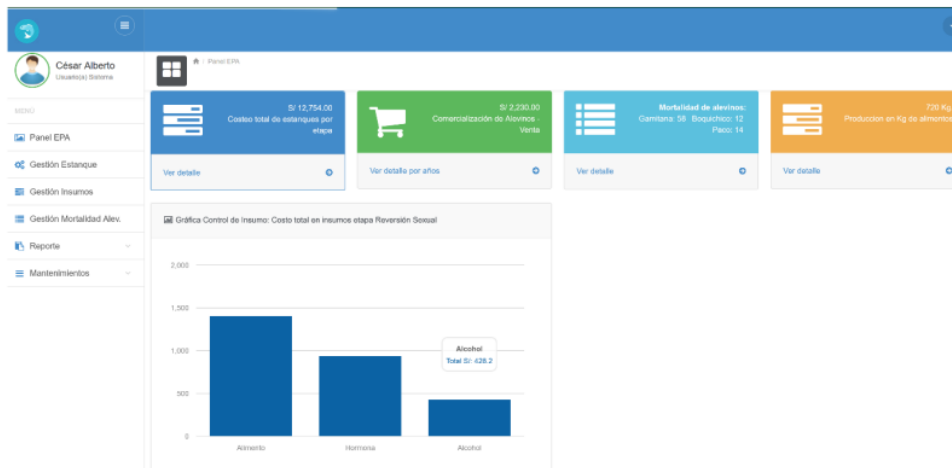 César Alberto
Usuario(a) Sistema
MENÚ
Panel EPA
Gestión Estanque
Gestión Insumos
Gestión Mortalidad Alev.
Reporte
Mantenimientos
Panel EPA
S/ 12,754.00
Costeo total de estanques por
etapa
Ver detalle
S/ 2,230.00
Comercialización de Alevinos -
Venta
Ver detalle por años
Mortalidad de alevinos:
Gamitana: 58 Boquichico: 12
Paco: 14
Ver detalle
720 Kg.
Produccion en Kg de alimentos
Ver detalle
Gráfica Control de Insumo: Costo total en insumos etapa Reversión Sexual
2,000
1,500
1,000
500
0
Alcohol
Total S/: 428.2
Alimento
Hormona
Alcohol